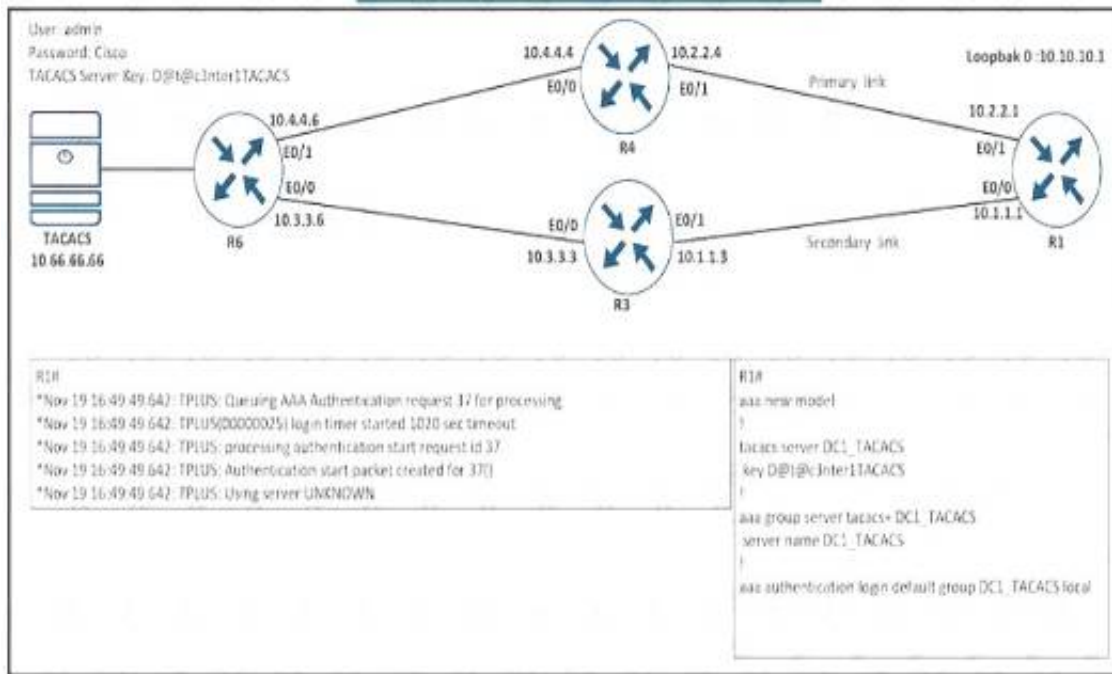 User: admin
Password: Cisco
TACACS Server Key: D@t@c3nter1TACACS
TACACS
10.66.66.66
10.4.4.6
E0/1
E0/0
10.3.3.6
R6
10.4.4.4
E0/0
10.2.2.4
E0/1
R4
Primary link
Loopbak 0 :10.10.10.1
10.2.2.1
E0/1
E0/0
10.1.1.1
R1
E0/0
10.3.3.3
E0/1
10.1.1.3
R3
Secondary link
R1#
*Nov 19 16:49:49.642: TPLUS: Queuing AAA Authentication request 37 for processing
*Nov 19 16:49:49.642: TPLUS(00000025) login timer started 1020 sec timeout
*Nov 19 16:49:49.642: TPLUS: processing authentication start request id 37
*Nov 19 16:49:49.642: TPLUS: Authentication start packet created for 37()
*Nov 19 16:49:49.642: TPLUS: Using server UNKNOWN
R1#
aaa new model
!
tacacs server DC1_TACACS
key D@t@c3nter1TACACS
!
aaa group server tacacs+ DC1_TACACS
server name DC1_TACACS
!
aaa authentication login default group DC1_TACACS local